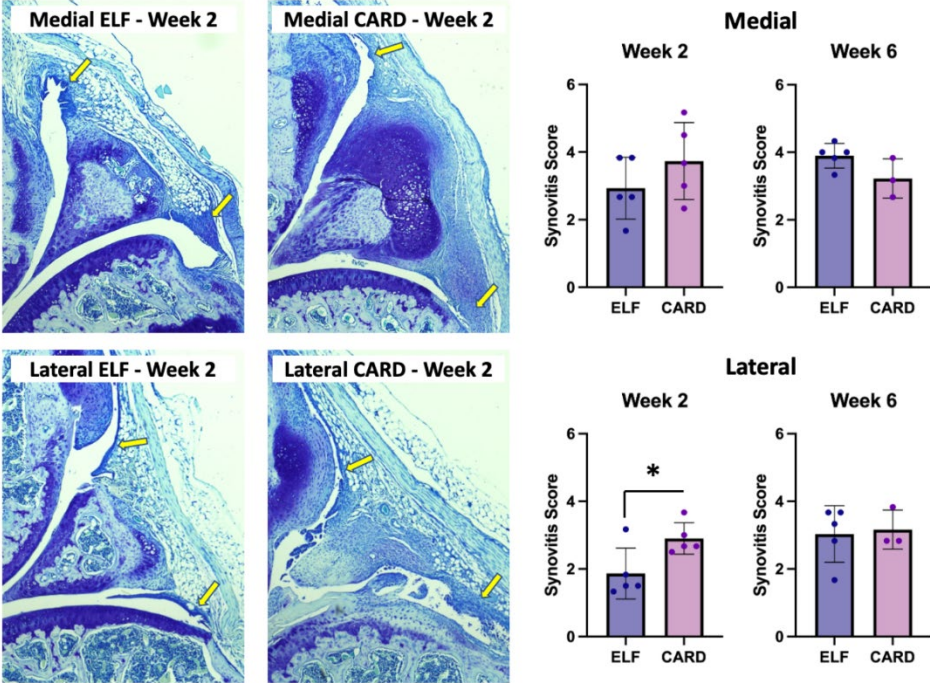 Medial ELF - Week 2
Medial CARD - Week 2
Lateral ELF - Week 2
Lateral CARD - Week 2
Medial
Week 2
Synovitis Score
6
4
2
0
ELF
CARD
Week 6
Synovitis Score
6
4
2
0
ELF
CARD
Lateral
Week 2
Synovitis Score
6
4
2
0
*
ELF
CARD
Week 6
Synovitis Score
6
4
2
0
ELF
CARD